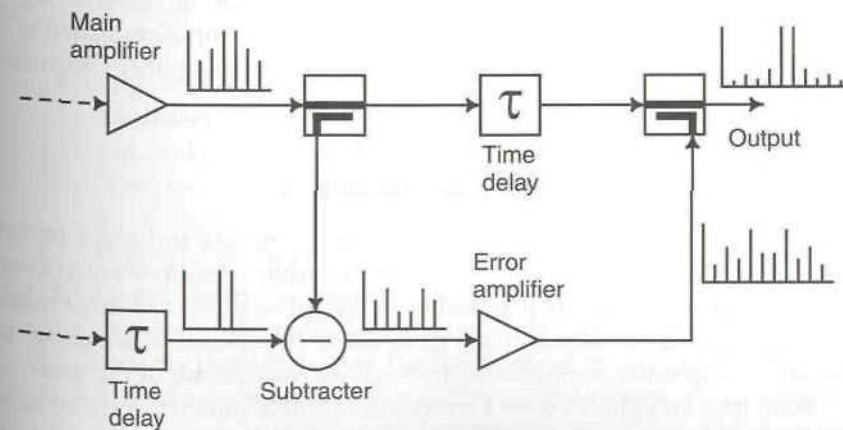 Main
amplifier
τ
Time
delay
Output
Error
amplifier
τ
Time
delay
−
Subtracter